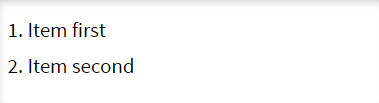 1. Item first
2. Item second